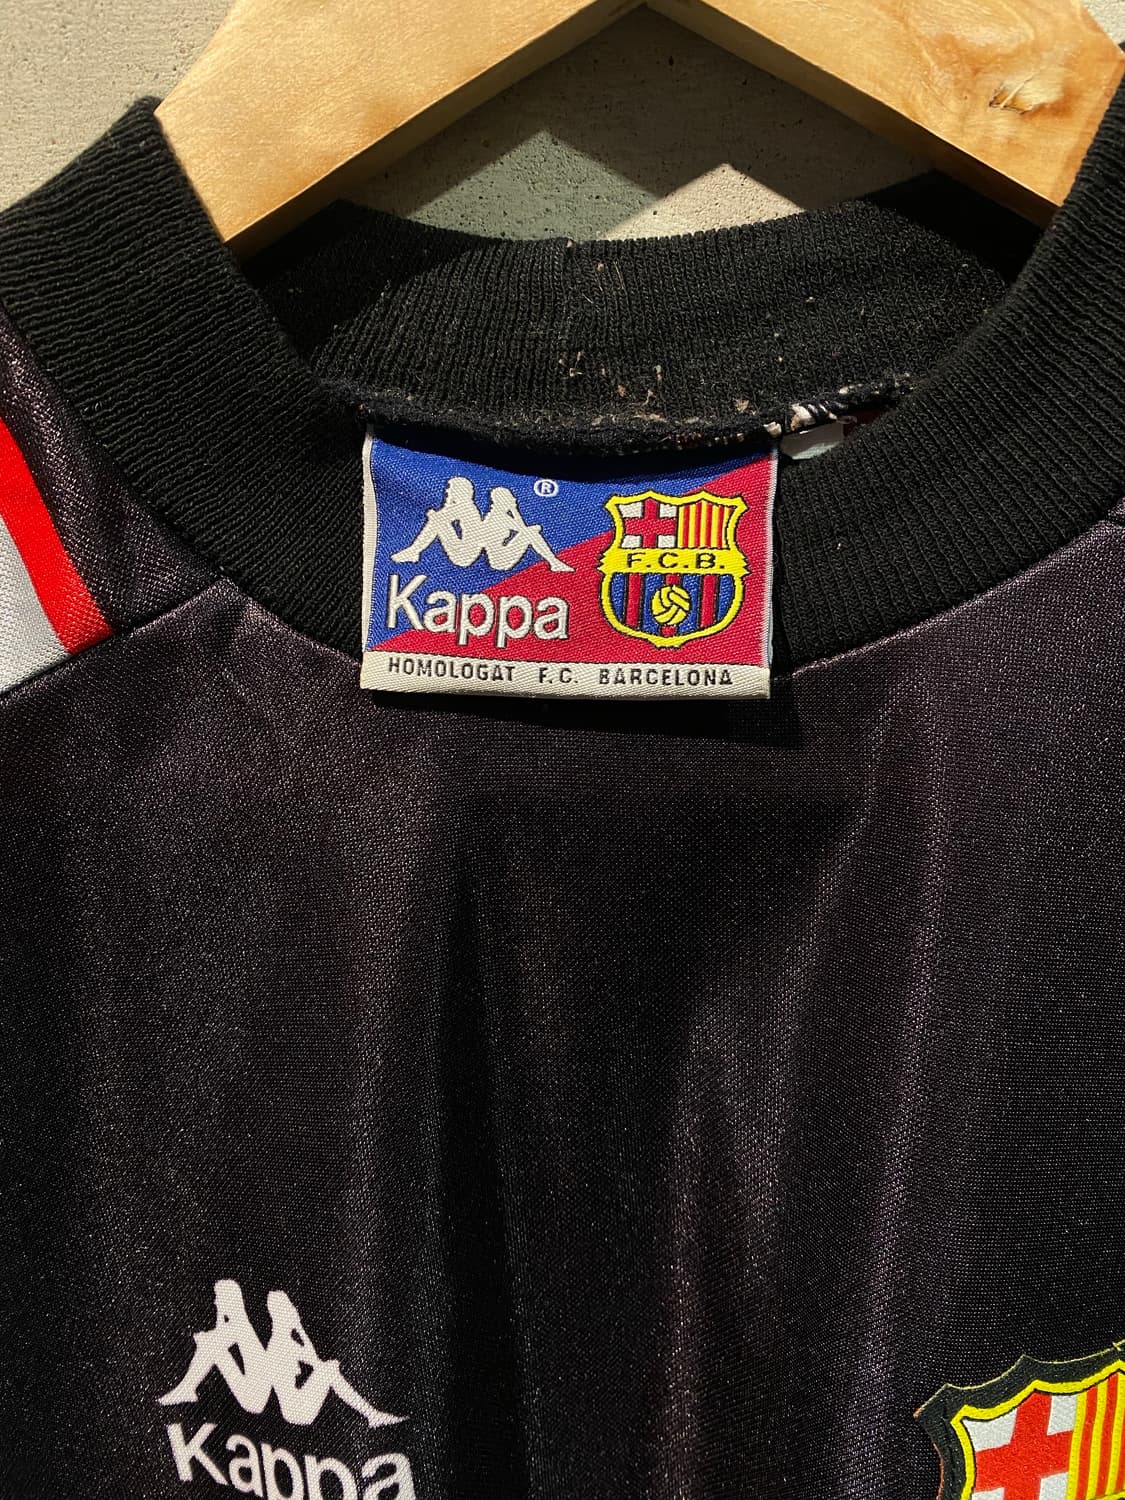 ®
Kappa
F.C.B.
HOMOLOGAT F.C. BARCELONA
Kappa